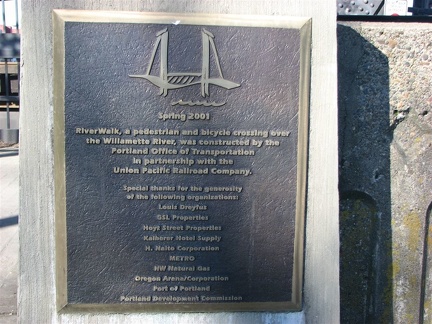 Spring 2001
RiverWalk, a pedestrian and bicycle crossing over
the Willamette River, was constructed by the
Portland Office of Transportation
in partnership with the
Union Pacific Railroad Company.
Special thanks for the generosity
of the following organizations:
Louis Dreyfus
GSL Properties
Hoyt Street Properties
Kalberer Hotel Supply
H. Naito Corporation
METRO
NW Natural Gas
Oregon Arena Corporation
Port of Portland
Portland Development Commission